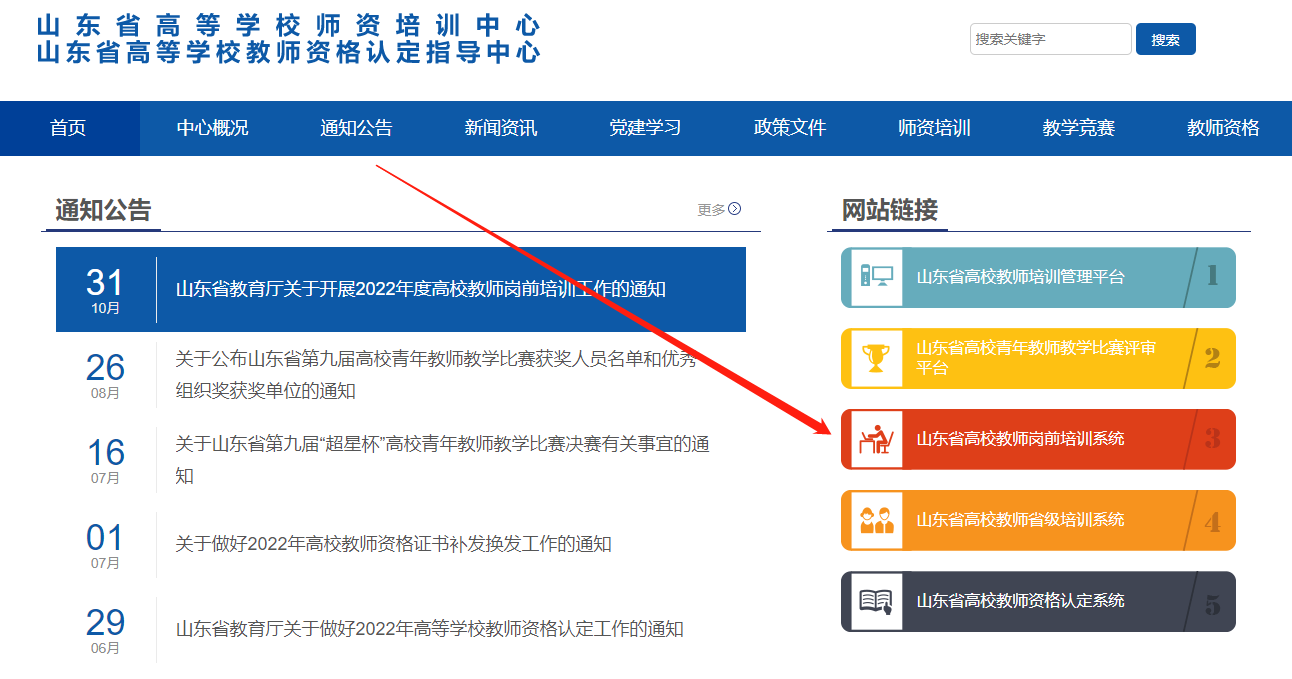 山东省高等学校师资培训中心
山东省高等学校教师资格认定指导中心
搜索关键字
搜索
首页
中心概况
通知公告
新闻资讯
党建学习
政策文件
师资培训
教学竞赛
教师资格
通知公告
更多
31
10月
山东省教育厅关于开展2022年度高校教师岗前培训工作的通知
26
08月
关于公布山东省第九届高校青年教师教学比赛获奖人员名单和优秀
组织奖获奖单位的通知
16
07月
关于山东省第九届“超星杯”高校青年教师教学比赛决赛有关事宜的通
知
01
07月
关于做好2022年高校教师资格证书补发换发工作的通知
29
06月
山东省教育厅关于做好2022年高等学校教师资格认定工作的通知
网站链接
山东省高校教师培训管理平台
1
山东省高校青年教师教学比赛评审
平台
2
山东省高校教师岗前培训系统
3
山东省高校教师省级培训系统
4
山东省高校教师资格认定系统
5